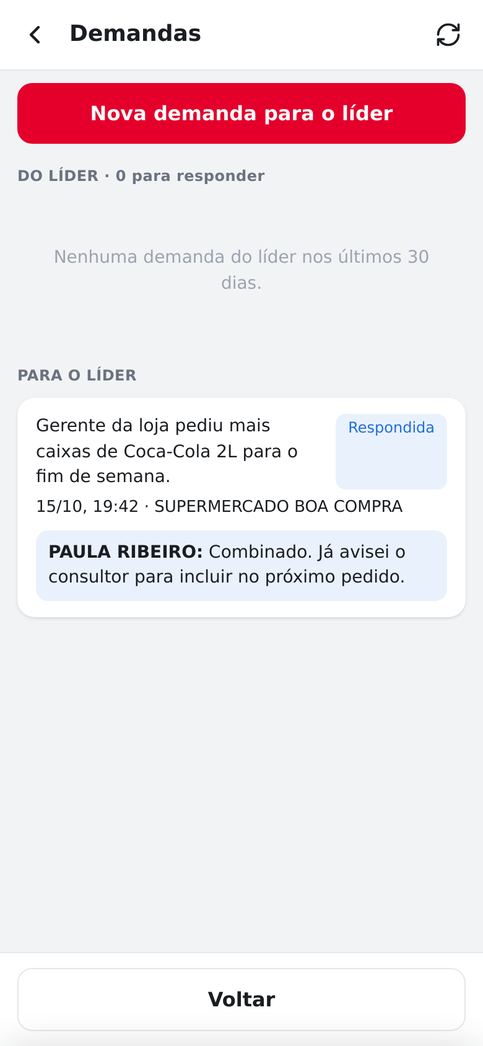 Demandas
Nova demanda para o líder
DO LÍDER · 0 para responder
Nenhuma demanda do líder nos últimos 30
dias.
PARA O LÍDER
Gerente da loja pediu mais
caixas de Coca-Cola 2L para o
fim de semana.
Respondida
15/10, 19:42 · SUPERMERCADO BOA COMPRA
PAULA RIBEIRO: Combinado. Já avisei o
consultor para incluir no próximo pedido.
Voltar